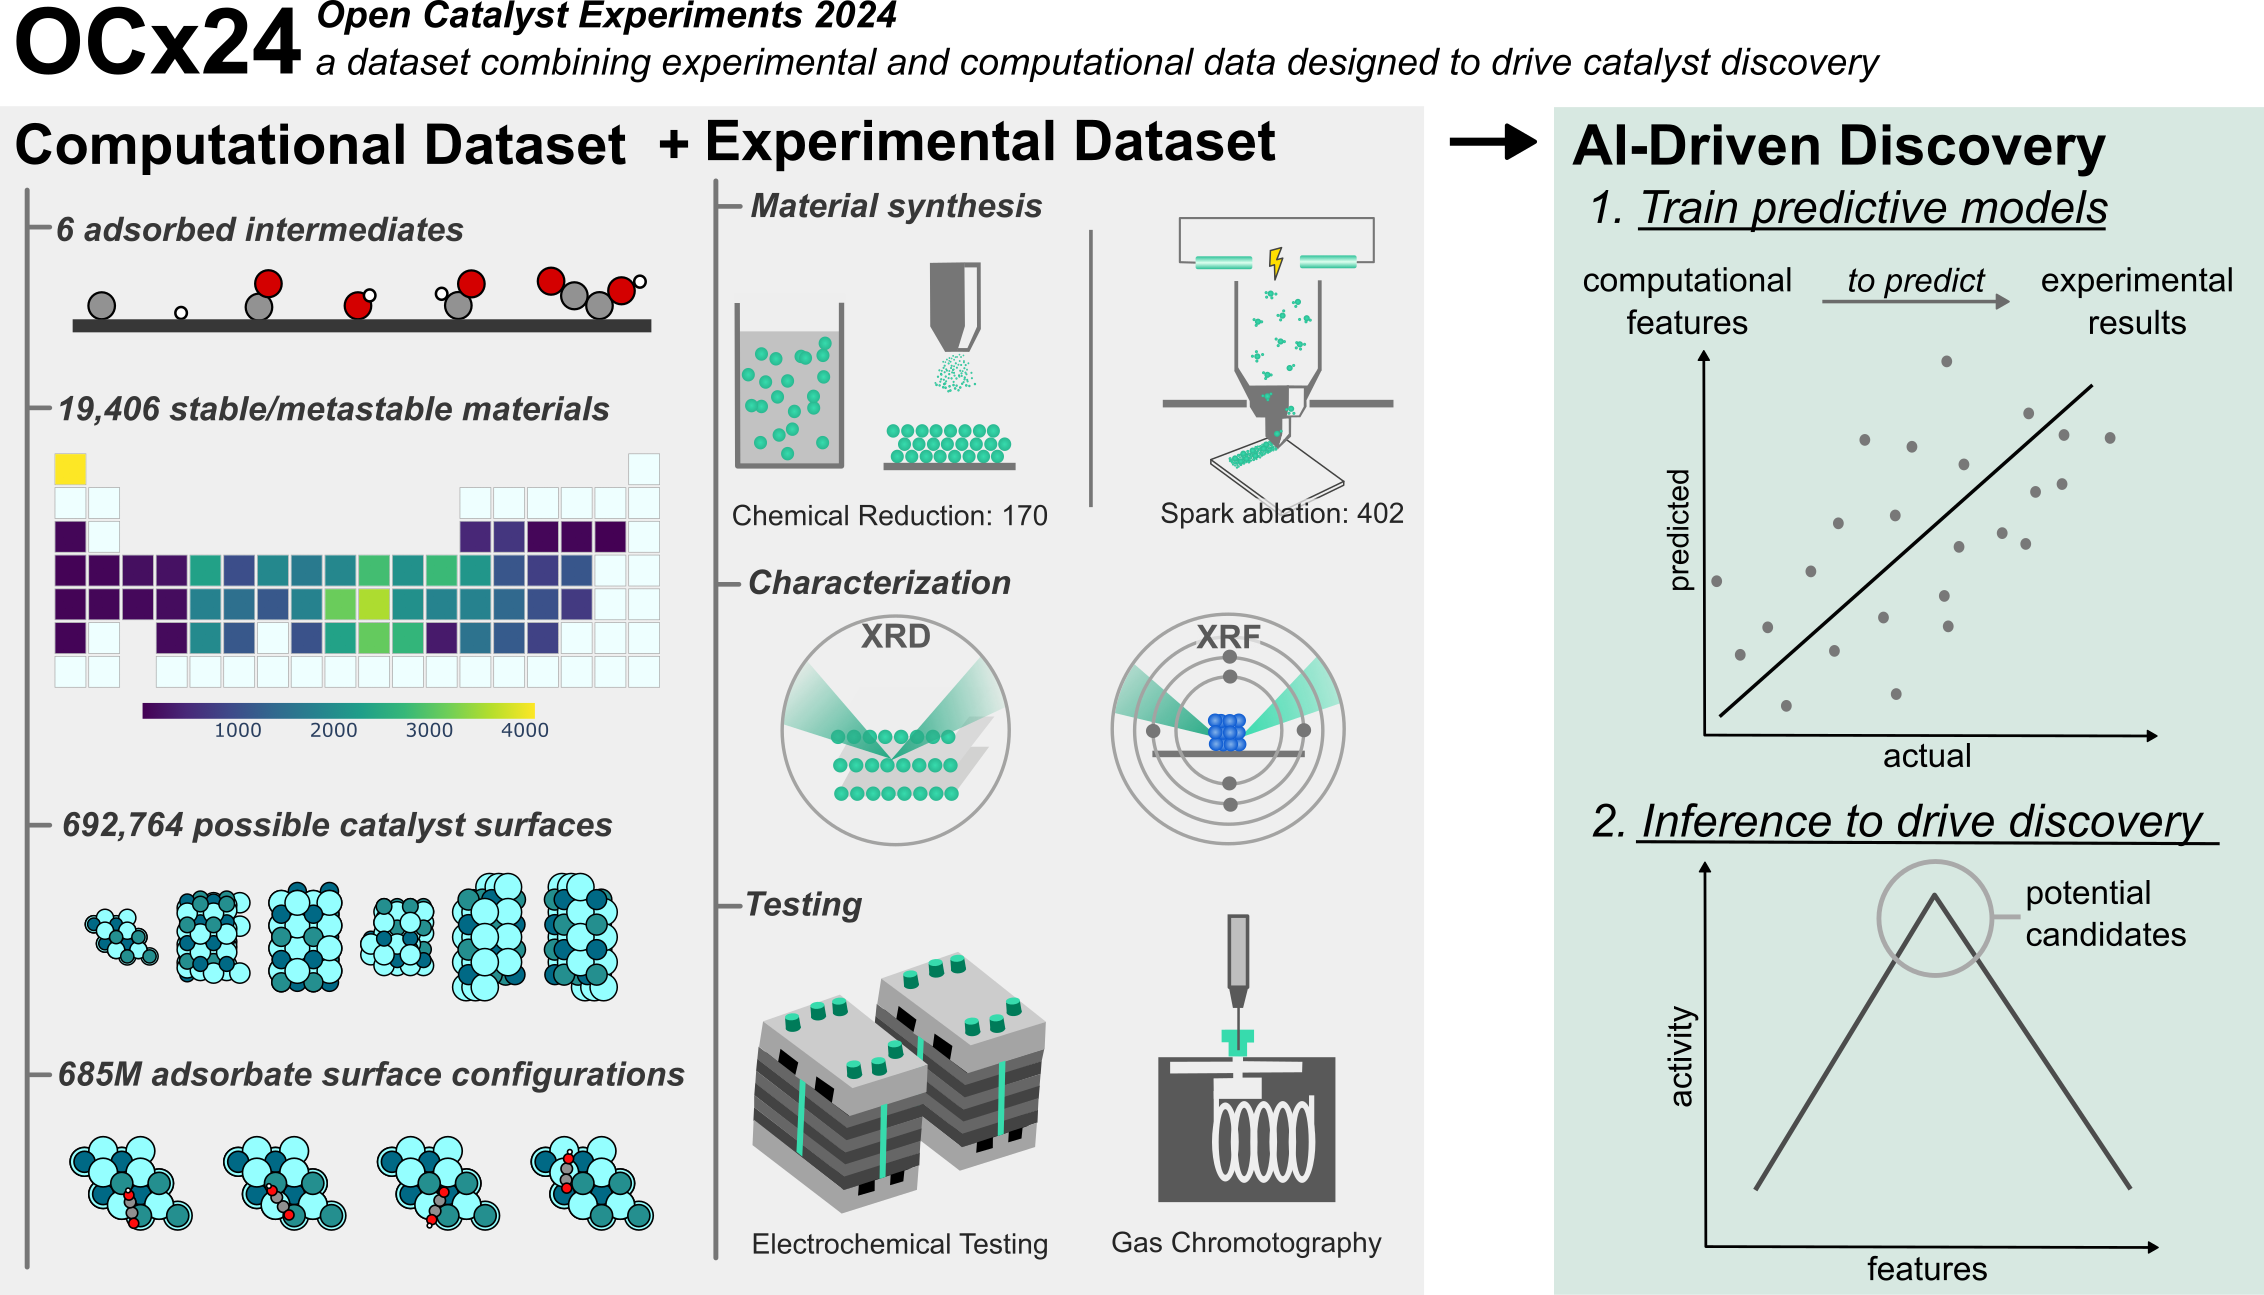 OCx24
Open Catalyst Experiments 2024
a dataset combining experimental and computational data designed to drive catalyst discovery
Computational Dataset + Experimental Dataset
6 adsorbed intermediates
19,406 stable/metastable materials
1000 2000 3000 4000
692,764 possible catalyst surfaces
685M adsorbate surface configurations
Material synthesis
Chemical Reduction: 170
Spark ablation: 402
Characterization
XRD
XRF
Testing
Electrochemical Testing
Gas Chromotography
AI-Driven Discovery
1. Train predictive models
computational
features
to predict
experimental
results
predicted
actual
2. Inference to drive discovery
potential
candidates
activity
features